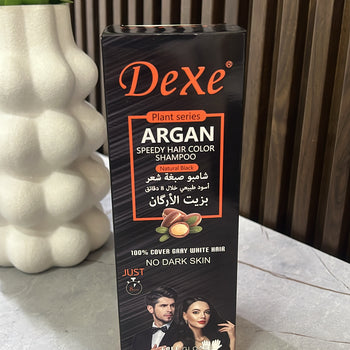 DeXe®
Plant series
ARGAN
SPEEDY HAIR COLOR
SHAMPOO
Natural Black
شامبو صبغة شعر
أسود طبيعي خلال 8 دقائق
بزيت الأرگان
100% COVER GRAY WHITE HAIR
NO DARK SKIN
JUST